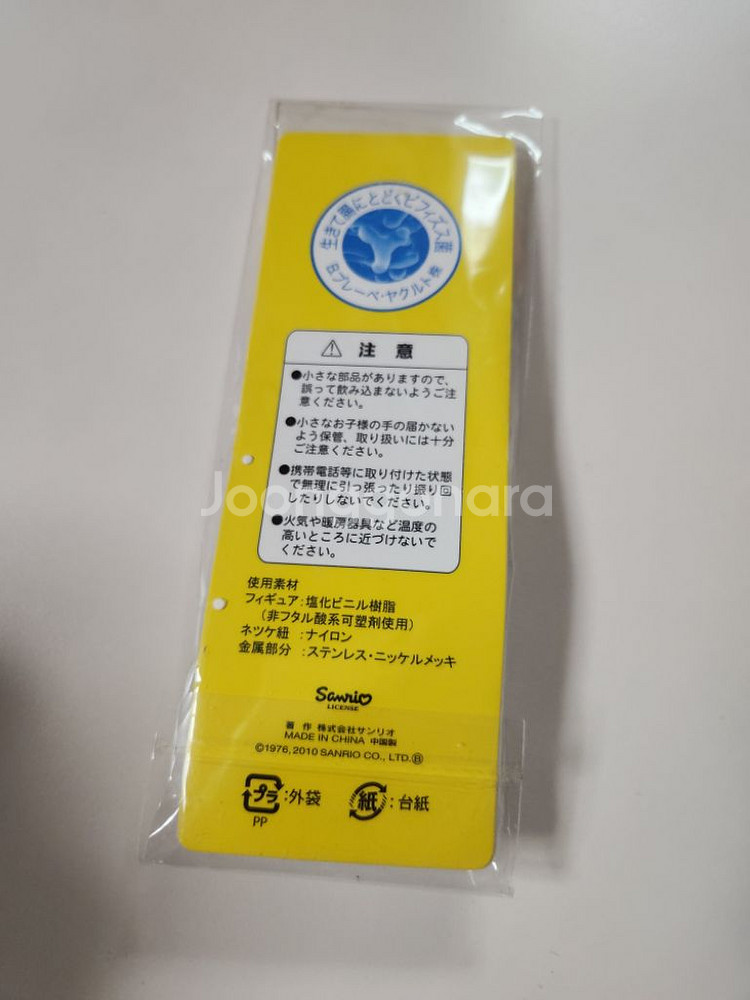 生きて腸にとどくビフィズス菌
B.ブレーベ・ヤクルト株
注意
●小さな部品がありますので、
誤って飲み込まないようご注
意ください。
●小さなお子様の手の届かない
よう保管、取り扱いには十分
ご注意ください。
●携帯電話等に取り付けた状態
で無理に引っ張ったり振り回
したりしないでください。
Joonggonara
●火気や暖房器具など温度の
高いところに近づけないで
ください。
使用素材
フィギュア:塩化ビニル樹脂
(非フタル酸系可塑剤使用)
ネツケ紐 :ナイロン
金属部分 :ステンレス・ニッケルメッキ
Sanrio
LICENSE
著作 株式会社サンリオ
MADE IN CHINA 中国製
©1976, 2010 SANRIO CO., LTD.Ⓑ
プラ:外袋 紙:台紙
PP